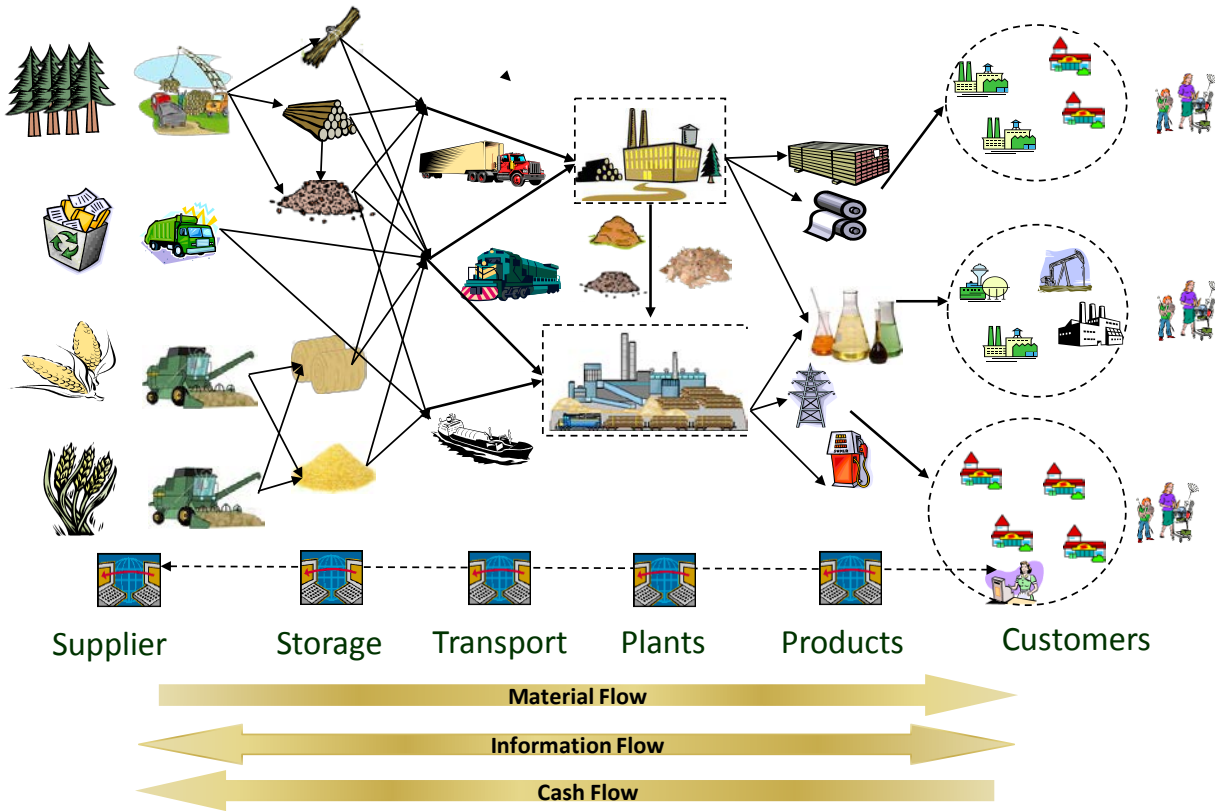 Supplier
Storage
Transport
Plants
Products
Customers
Material Flow
Information Flow
Cash Flow